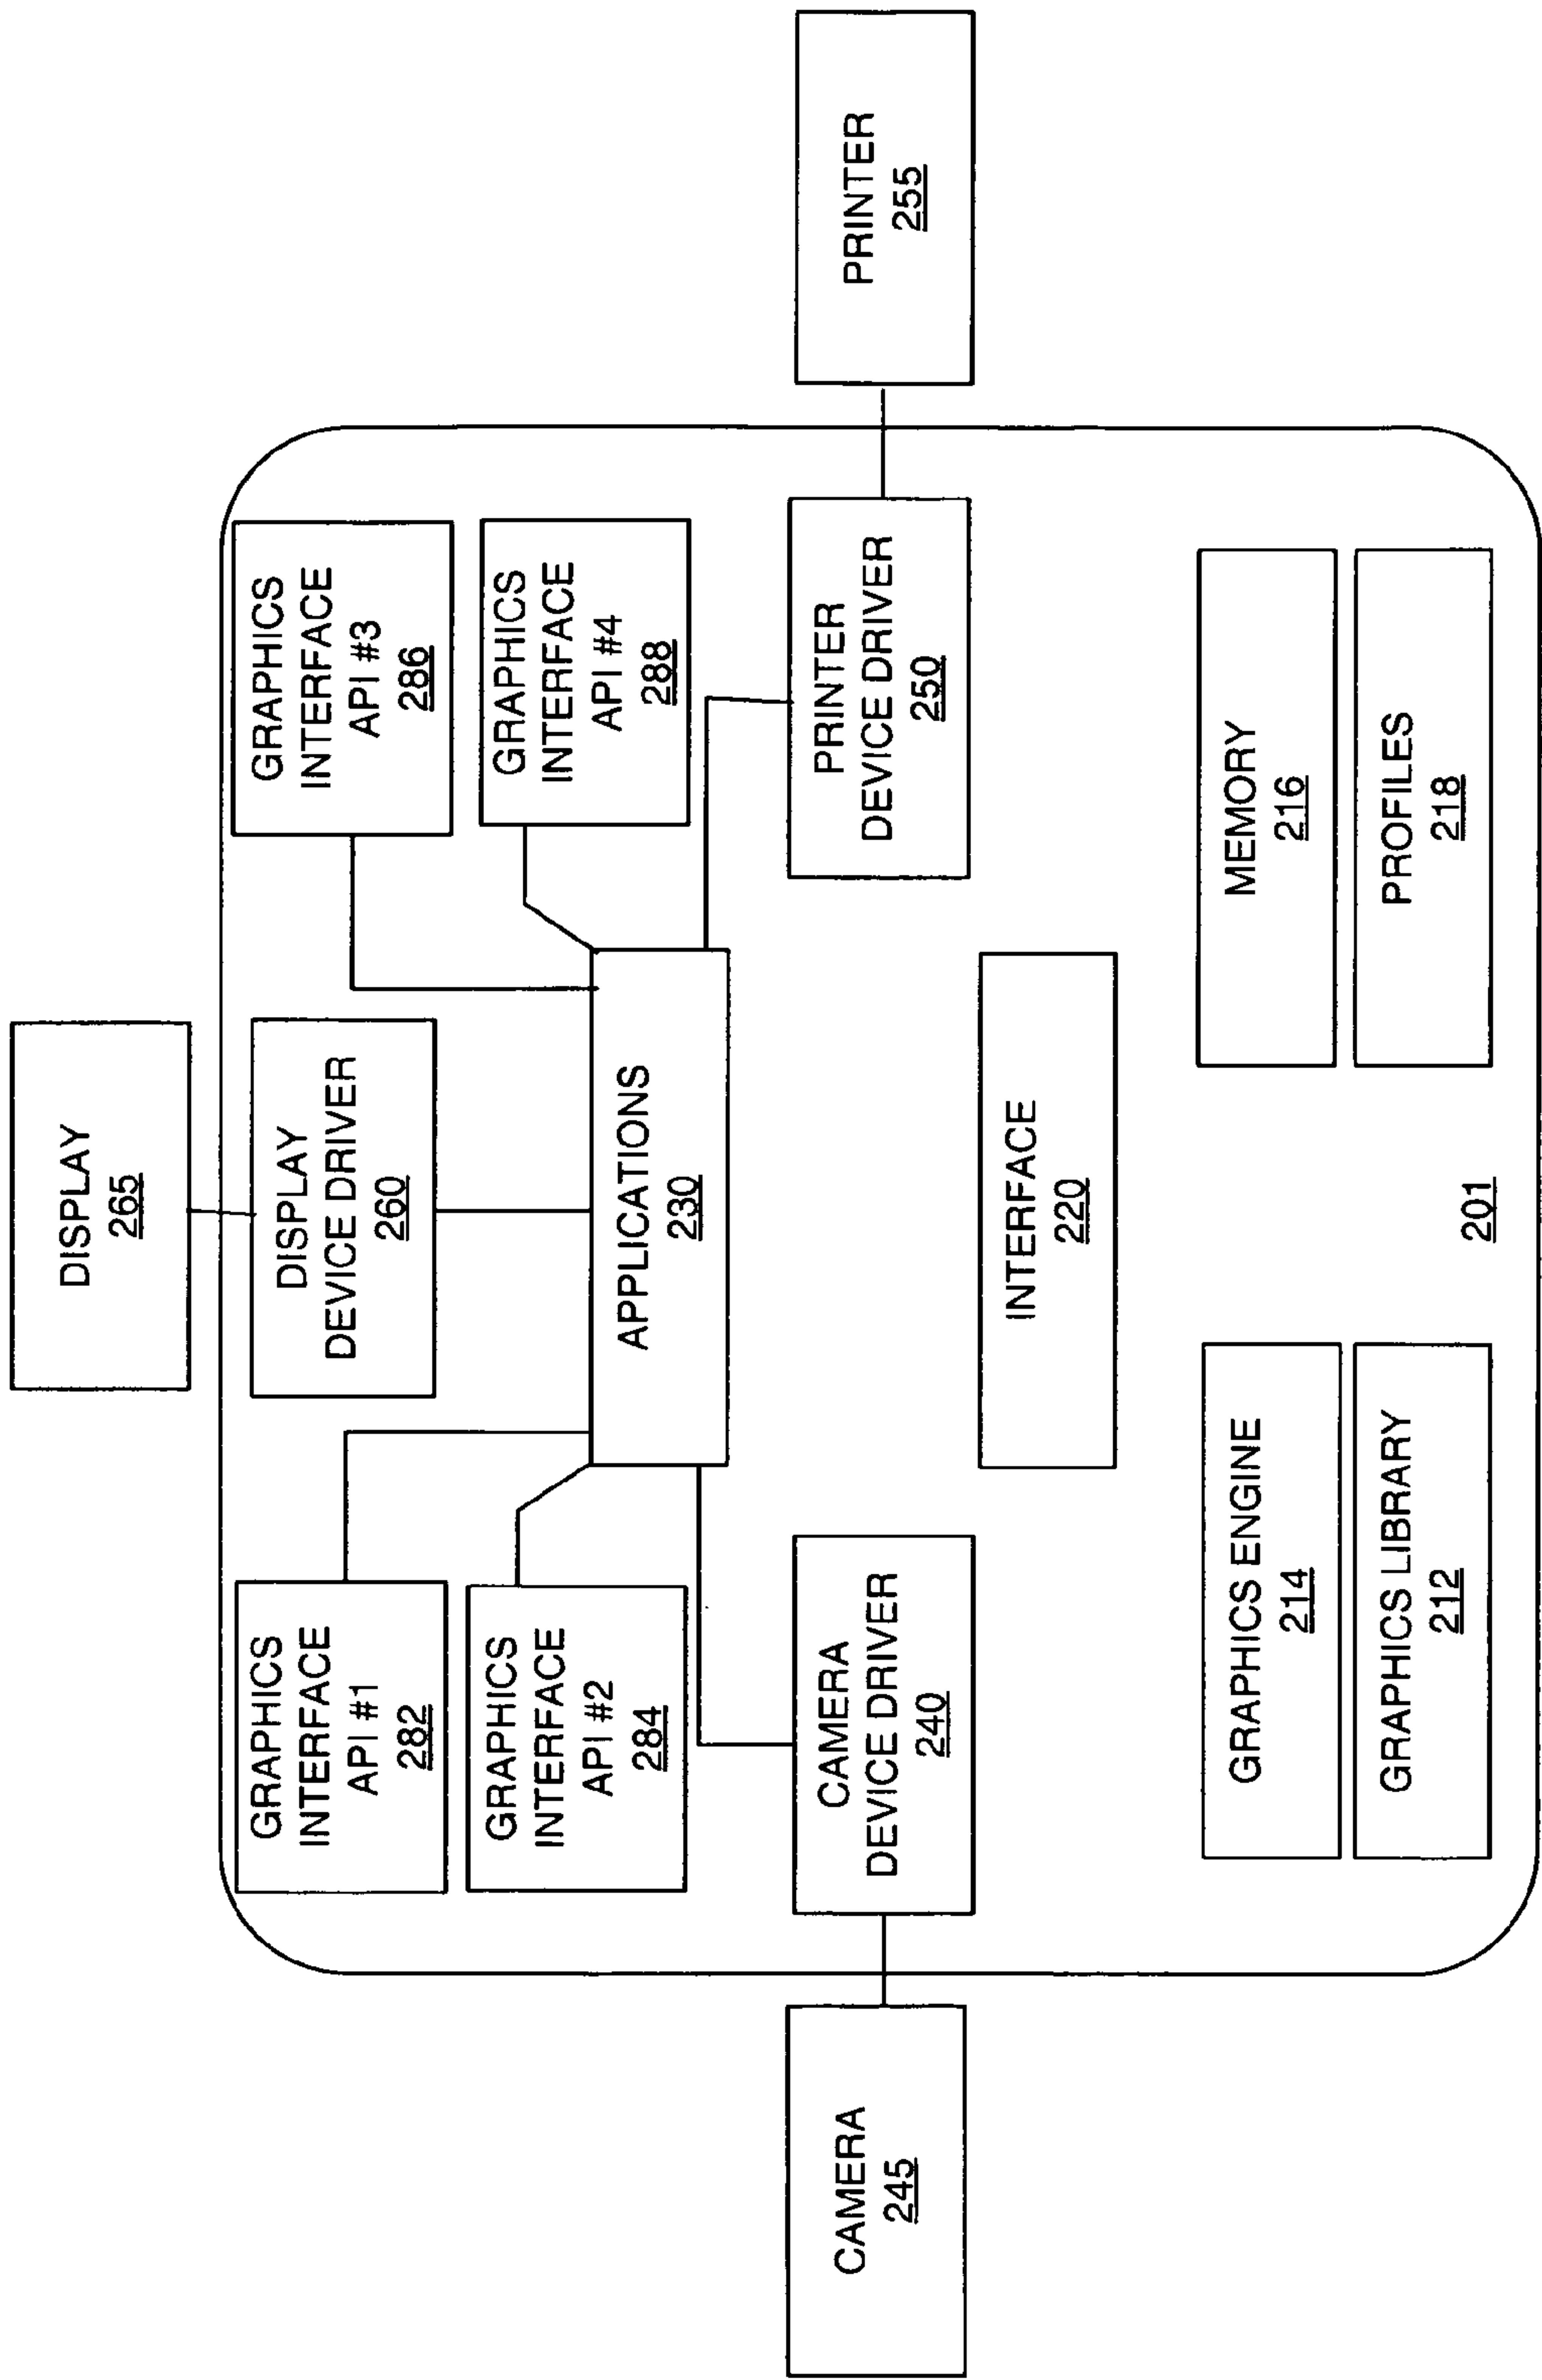 DISPLAY
265
GRAPHICS
INTERFACE
API #1
282
DISPLAY
DEVICE DRIVER
260
GRAPHICS
INTERFACE
API #3
286
GRAPHICS
INTERFACE
API #2
284
GRAPHICS
INTERFACE
API #4
288
APPLICATIONS
230
CAMERA
245
CAMERA
DEVICE DRIVER
240
PRINTER
DEVICE DRIVER
250
PRINTER
255
INTERFACE
220
GRAPHICS ENGINE
214
MEMORY
216
GRAPHICS LIBRARY
212
PROFILES
218
201